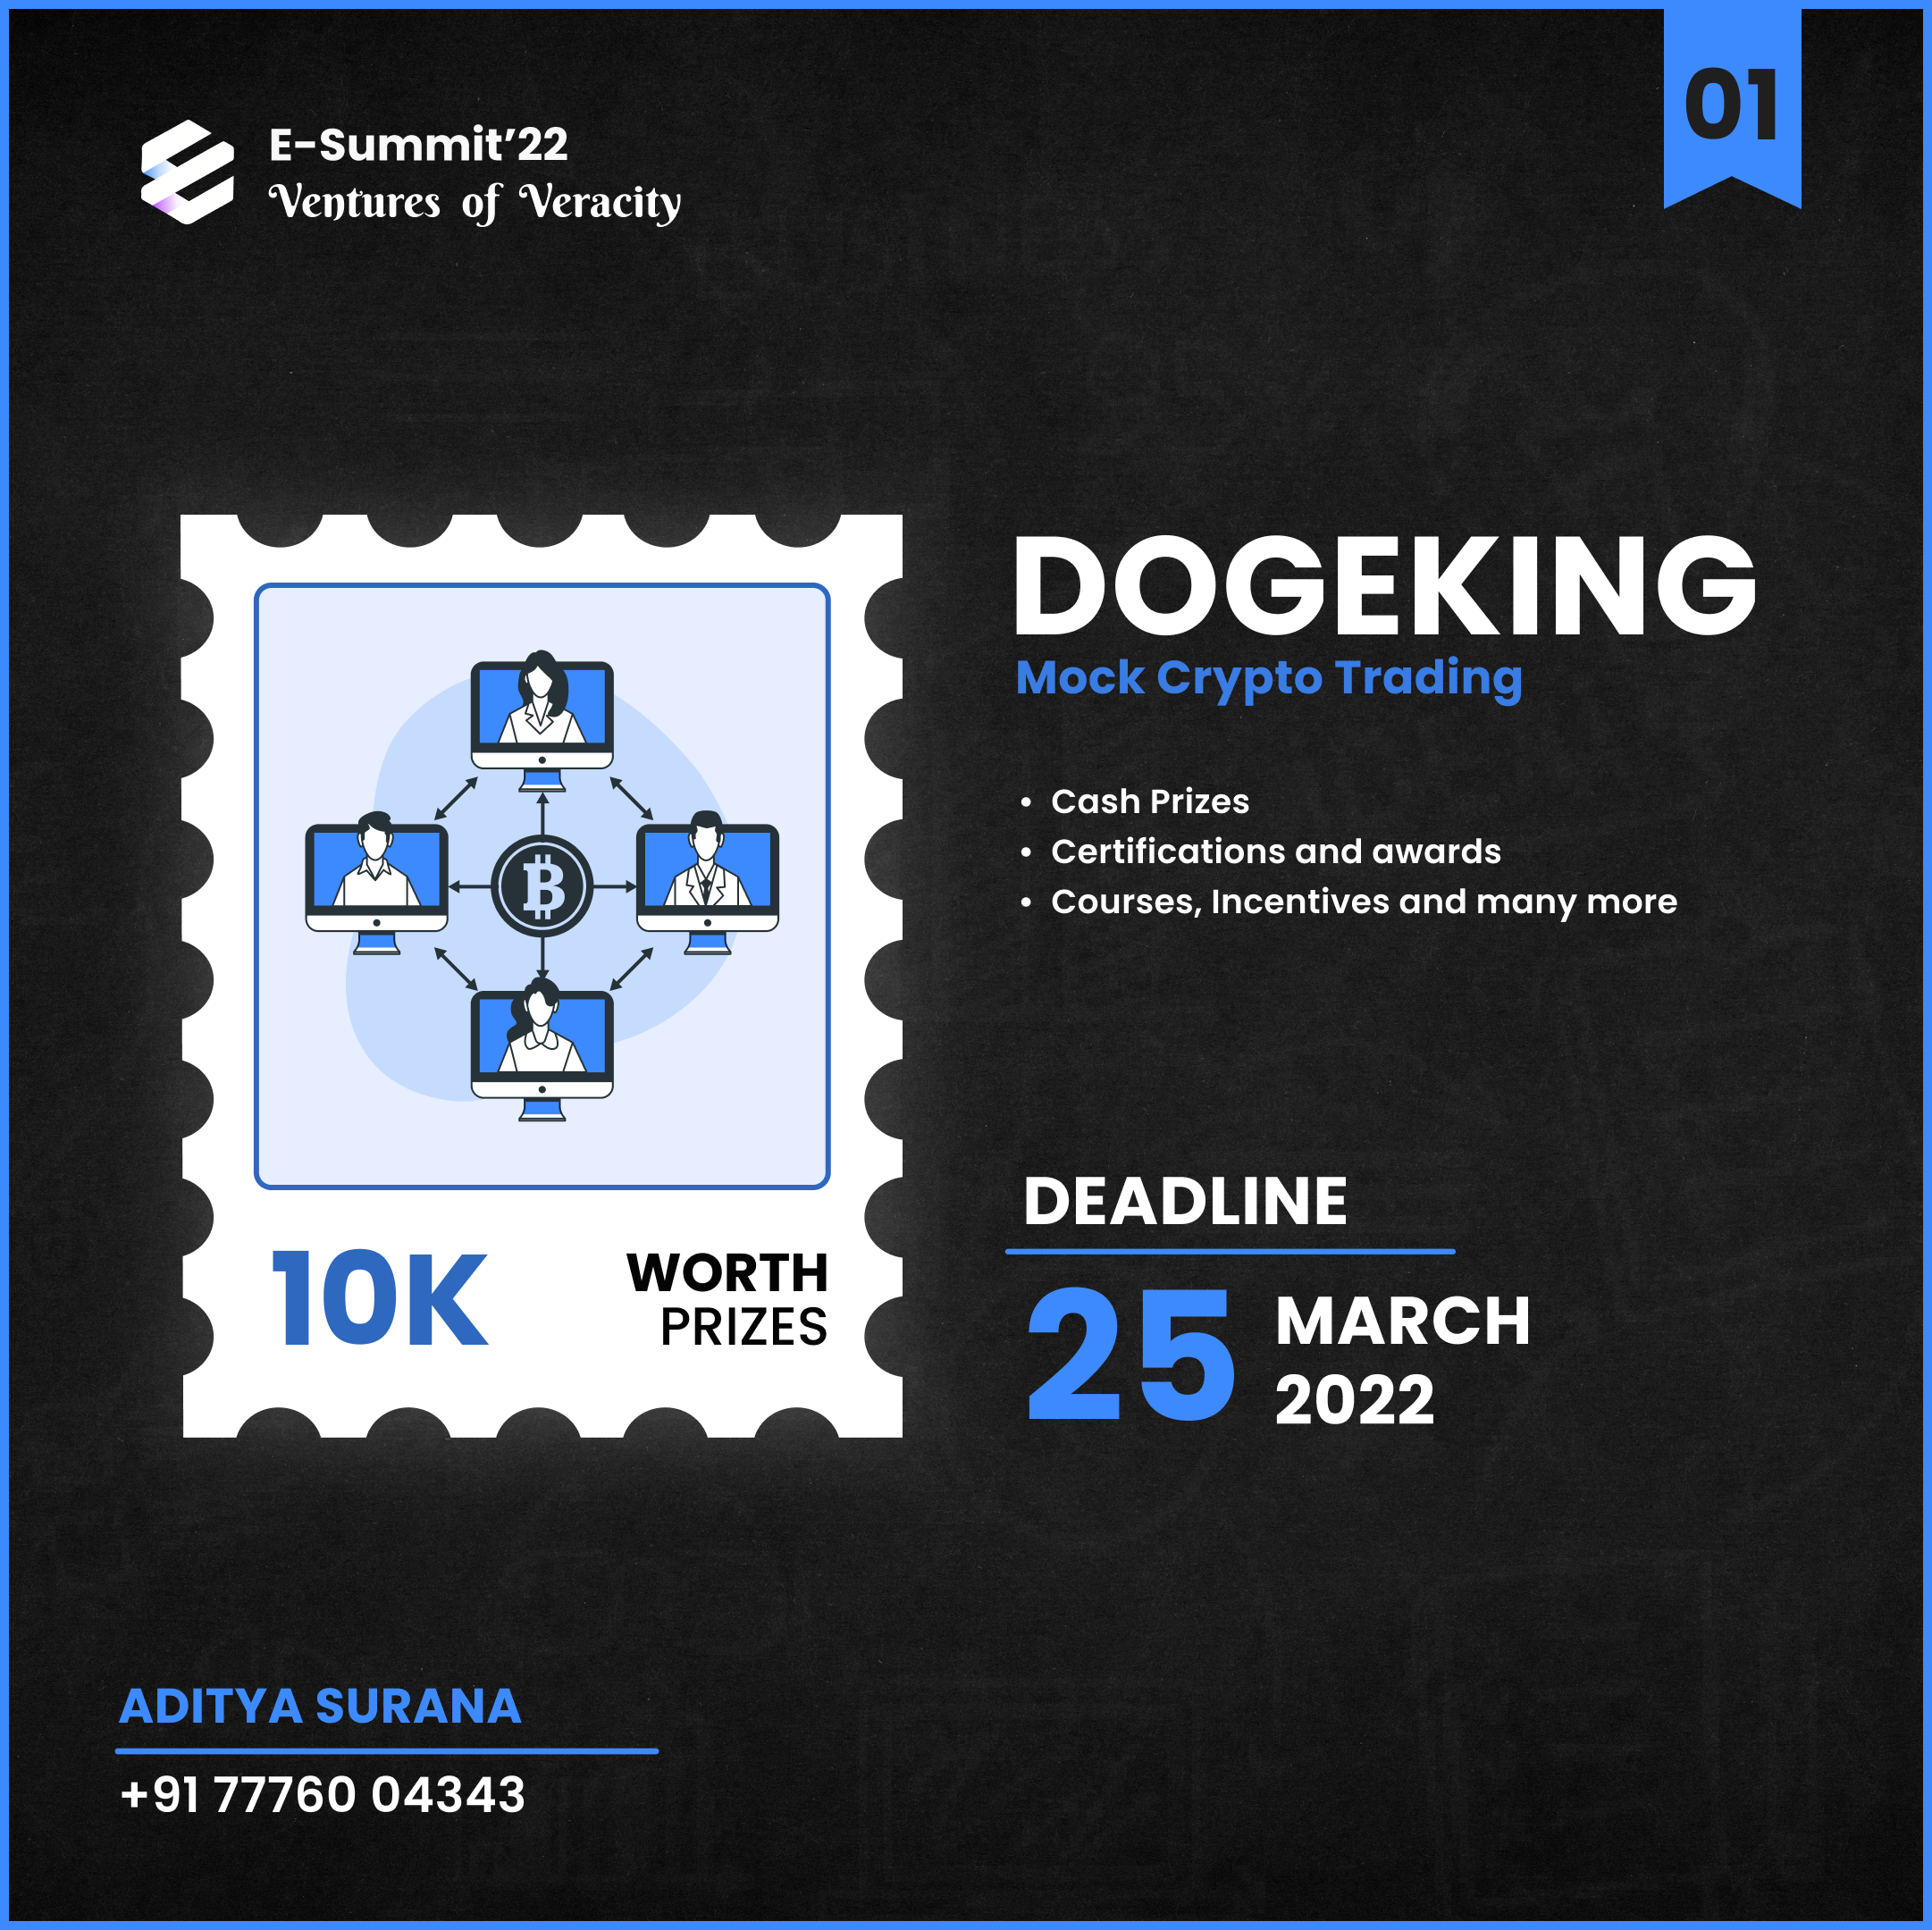 E-Summit’22
Ventures of Veracity
01
DOGEKING
Mock Crypto Trading
• Cash Prizes
• Certifications and awards
• Courses, Incentives and many more
10K
WORTH
PRIZES
DEADLINE
25
MARCH
2022
ADITYA SURANA
+91 77760 04343